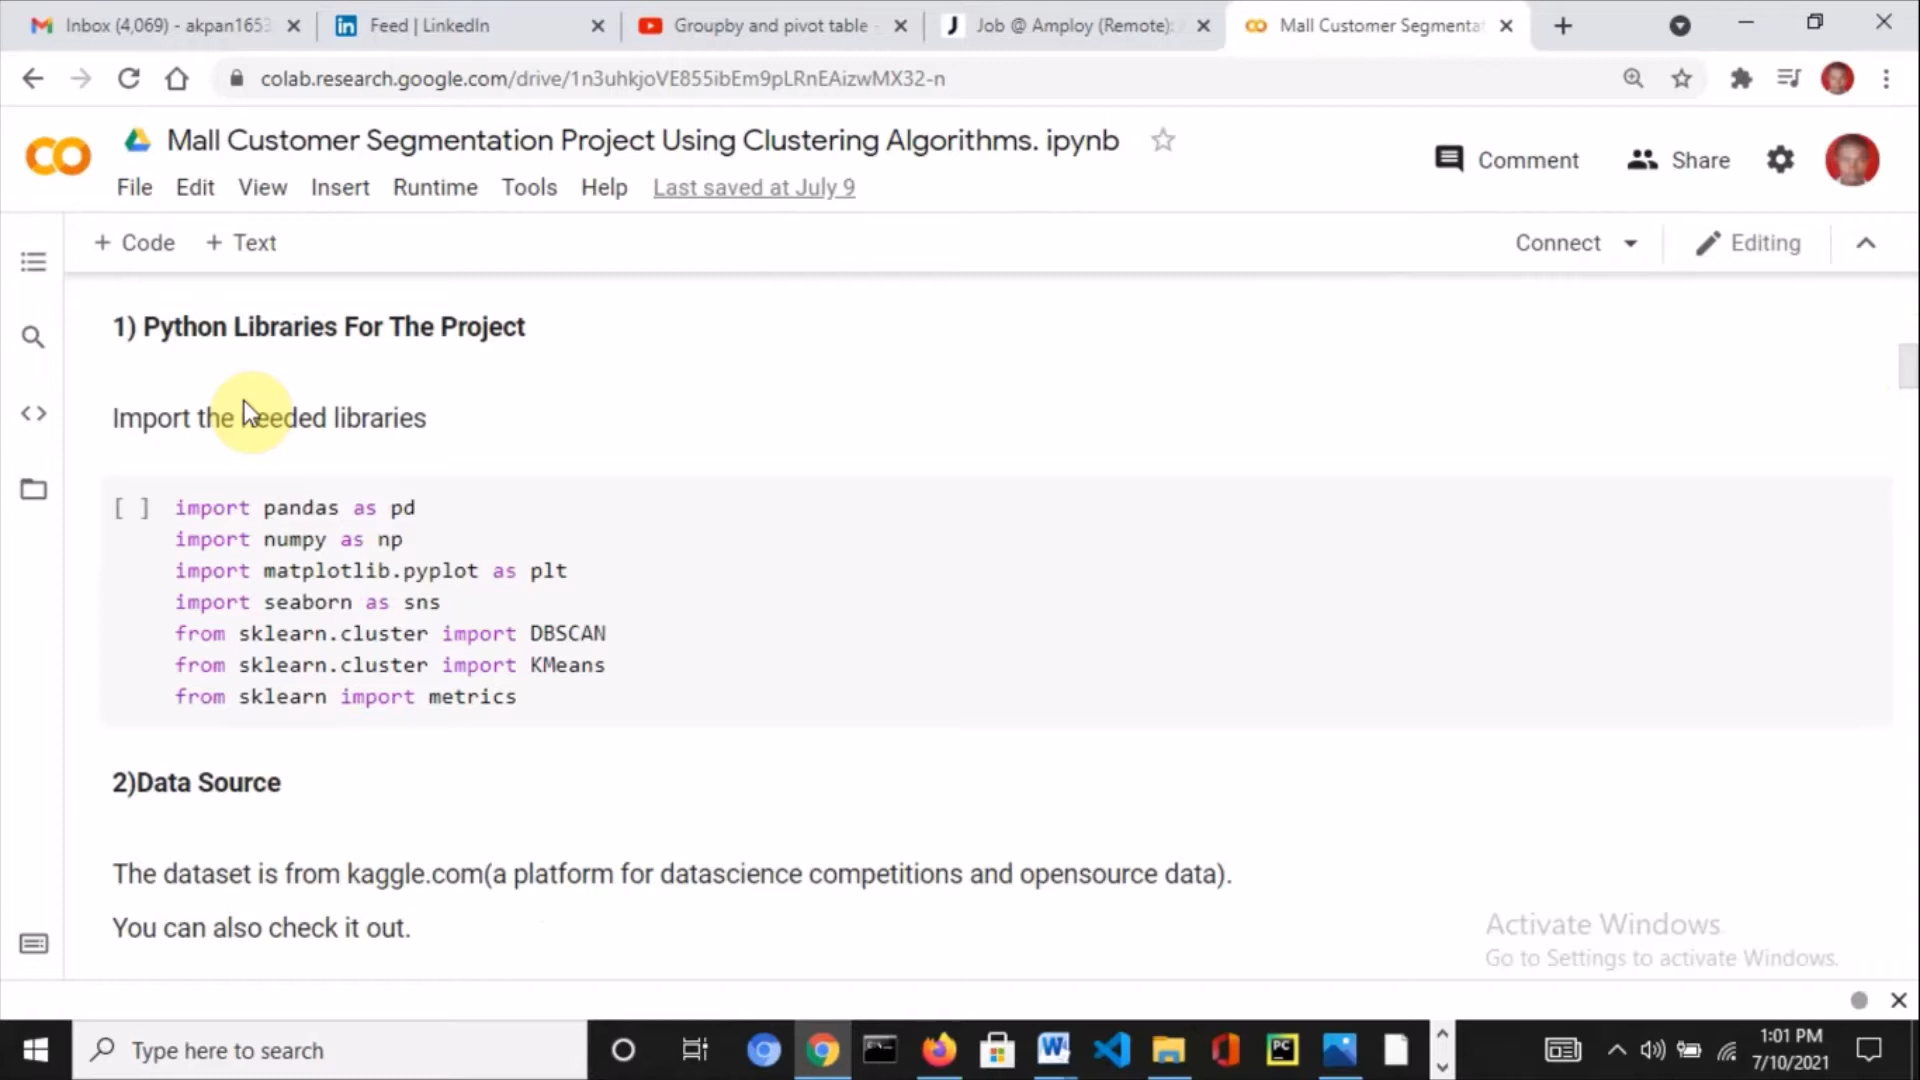 Inbox (4,069) - akpan1653
Feed | LinkedIn
Groupby and pivot table -
Job @ Amploy (Remote):
Mall Customer Segmenta
colab.research.google.com/drive/1n3uhkjoVE855ibEm9pLRnEAizwMX32-n
Mall Customer Segmentation Project Using Clustering Algorithms. ipynb
Comment
Share
File Edit View Insert Runtime Tools Help Last saved at July 9
+ Code + Text
Connect
Editing
1) Python Libraries For The Project
Import the needed libraries
[ ] import pandas as pd
import numpy as np
import matplotlib.pyplot as plt
import seaborn as sns
from sklearn.cluster import DBSCAN
from sklearn.cluster import KMeans
from sklearn import metrics
2)Data Source
The dataset is from kaggle.com(a platform for datascience competitions and opensource data).
You can also check it out.
Activate Windows
Go to Settings to activate Windows.
Type here to search
1:01 PM
7/10/2021